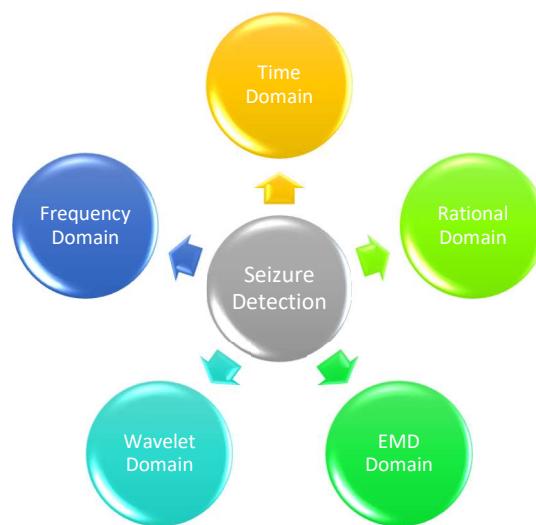 Time
Domain
Frequency
Domain
Rational
Domain
Seizure
Detection
Wavelet
Domain
EMD
Domain